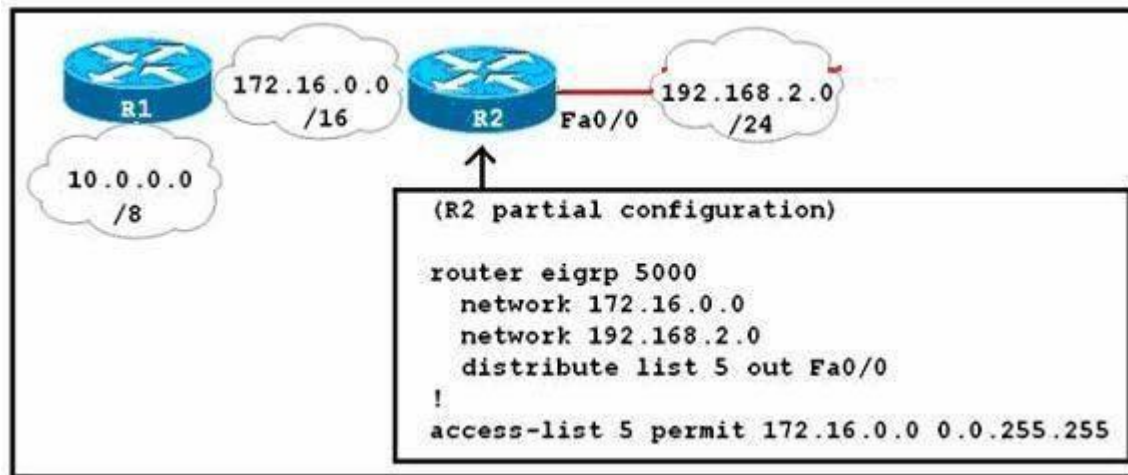 172.16.0.0
/16
R1
R2
Fa0/0
192.168.2.0
/24
10.0.0.0
/8
(R2 partial configuration)
router eigrp 5000
network 172.16.0.0
network 192.168.2.0
distribute list 5 out Fa0/0
!
access-list 5 permit 172.16.0.0 0.0.255.255